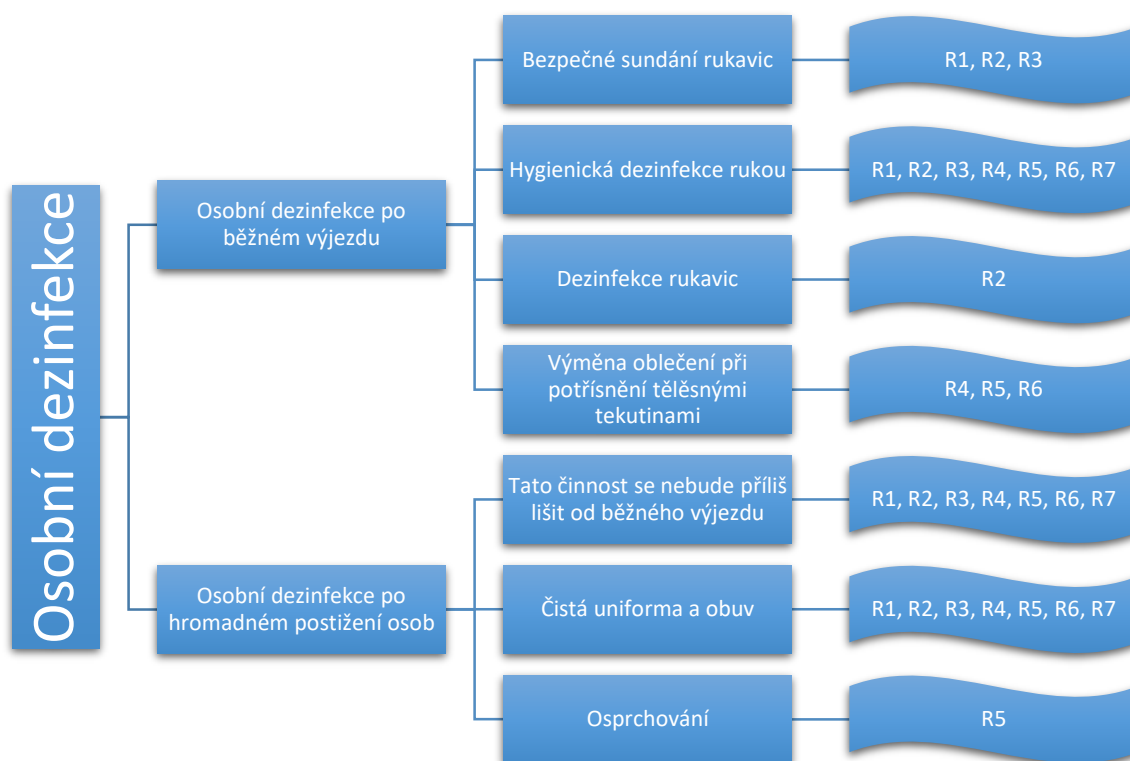 Osobní dezinfekce
Osobní dezinfekce po
běžném výjezdu
Bezpečné sundání rukavic
R1, R2, R3
Hygienická dezinfekce rukou
R1, R2, R3, R4, R5, R6, R7
Dezinfekce rukavic
R2
Výměna oblečení při
potřísnění tělěsnými
tekutinami
R4, R5, R6
Osobní dezinfekce po
hromadném postižení osob
Tato činnost se nebude příliš
lišit od běžného výjezdu
R1, R2, R3, R4, R5, R6, R7
Čistá uniforma a obuv
R1, R2, R3, R4, R5, R6, R7
Osprchování
R5